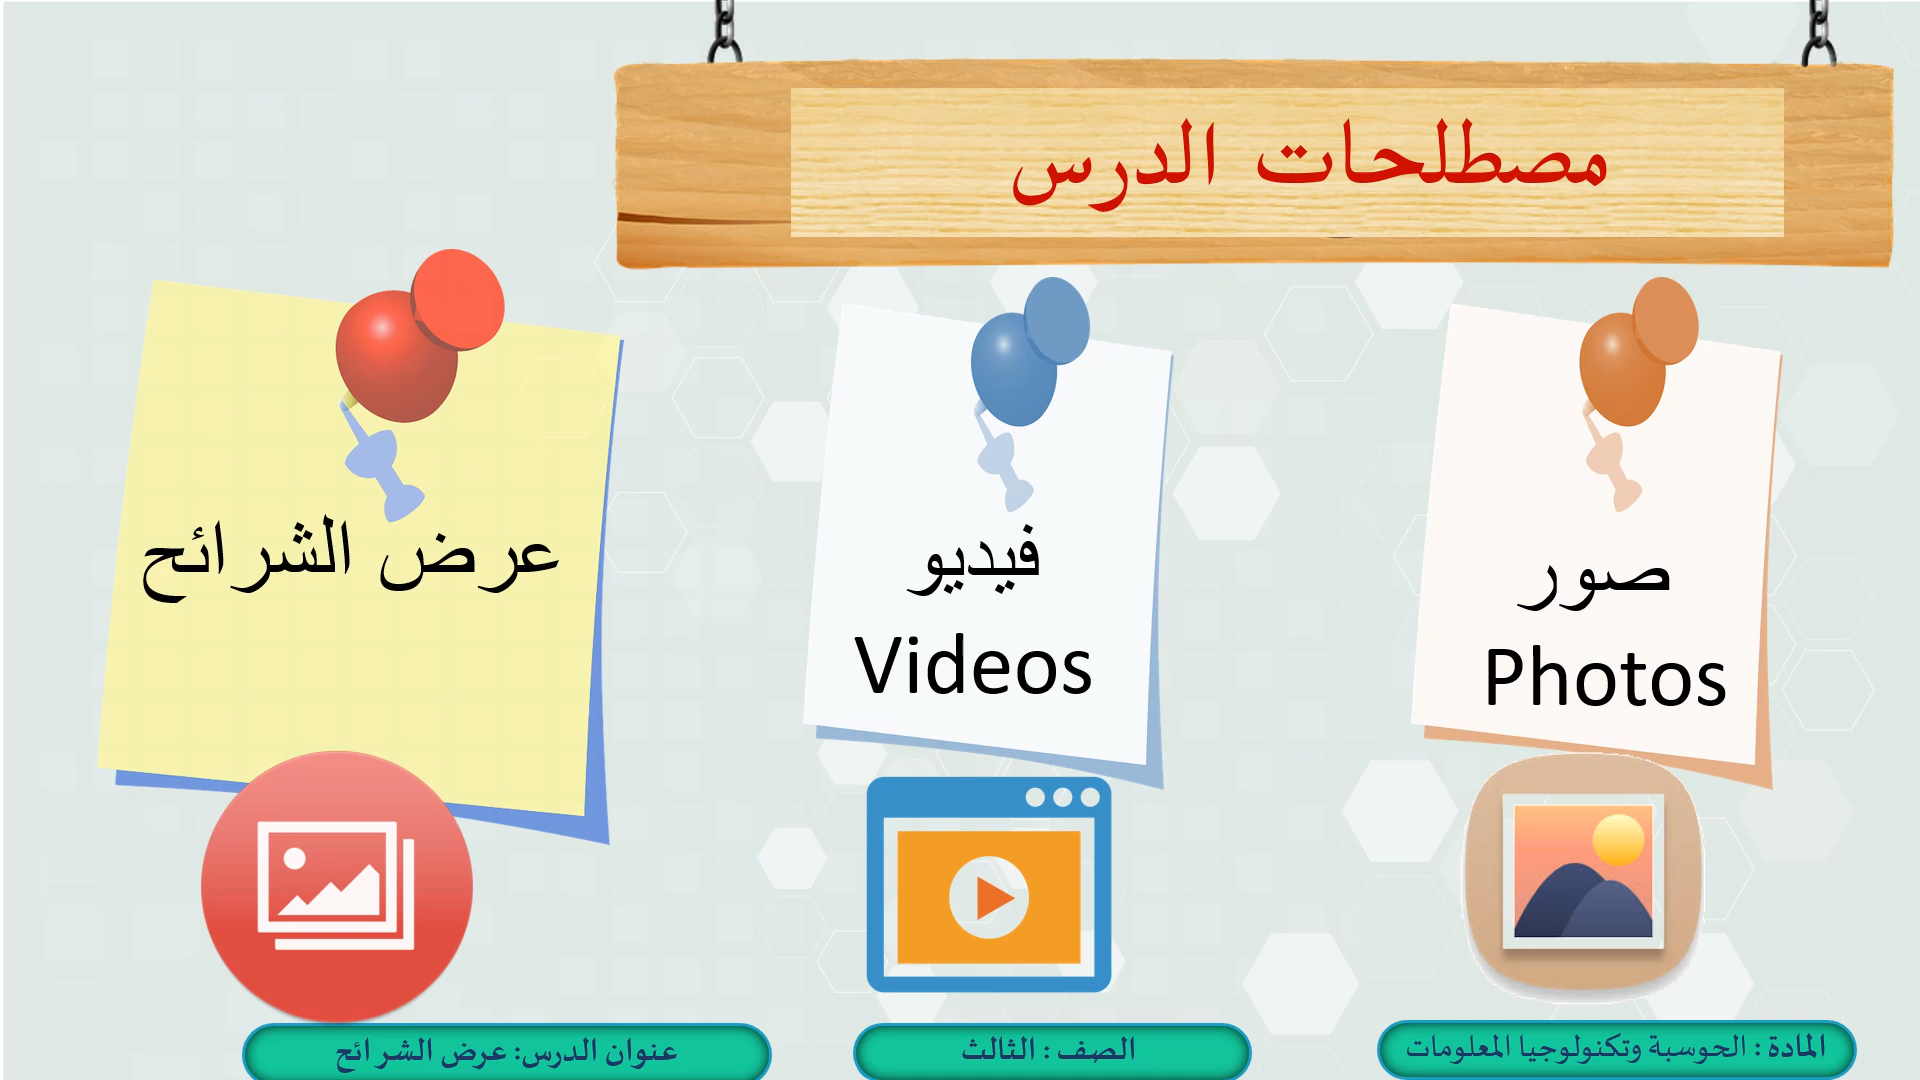 مصطلحات الدرس
صور
Photos
فيديو
Videos
عرض الشرائح
المادة : الحوسبة وتكنولوجيا المعلومات
الصف : الثالث
عنوان الدرس: عرض الشرائح